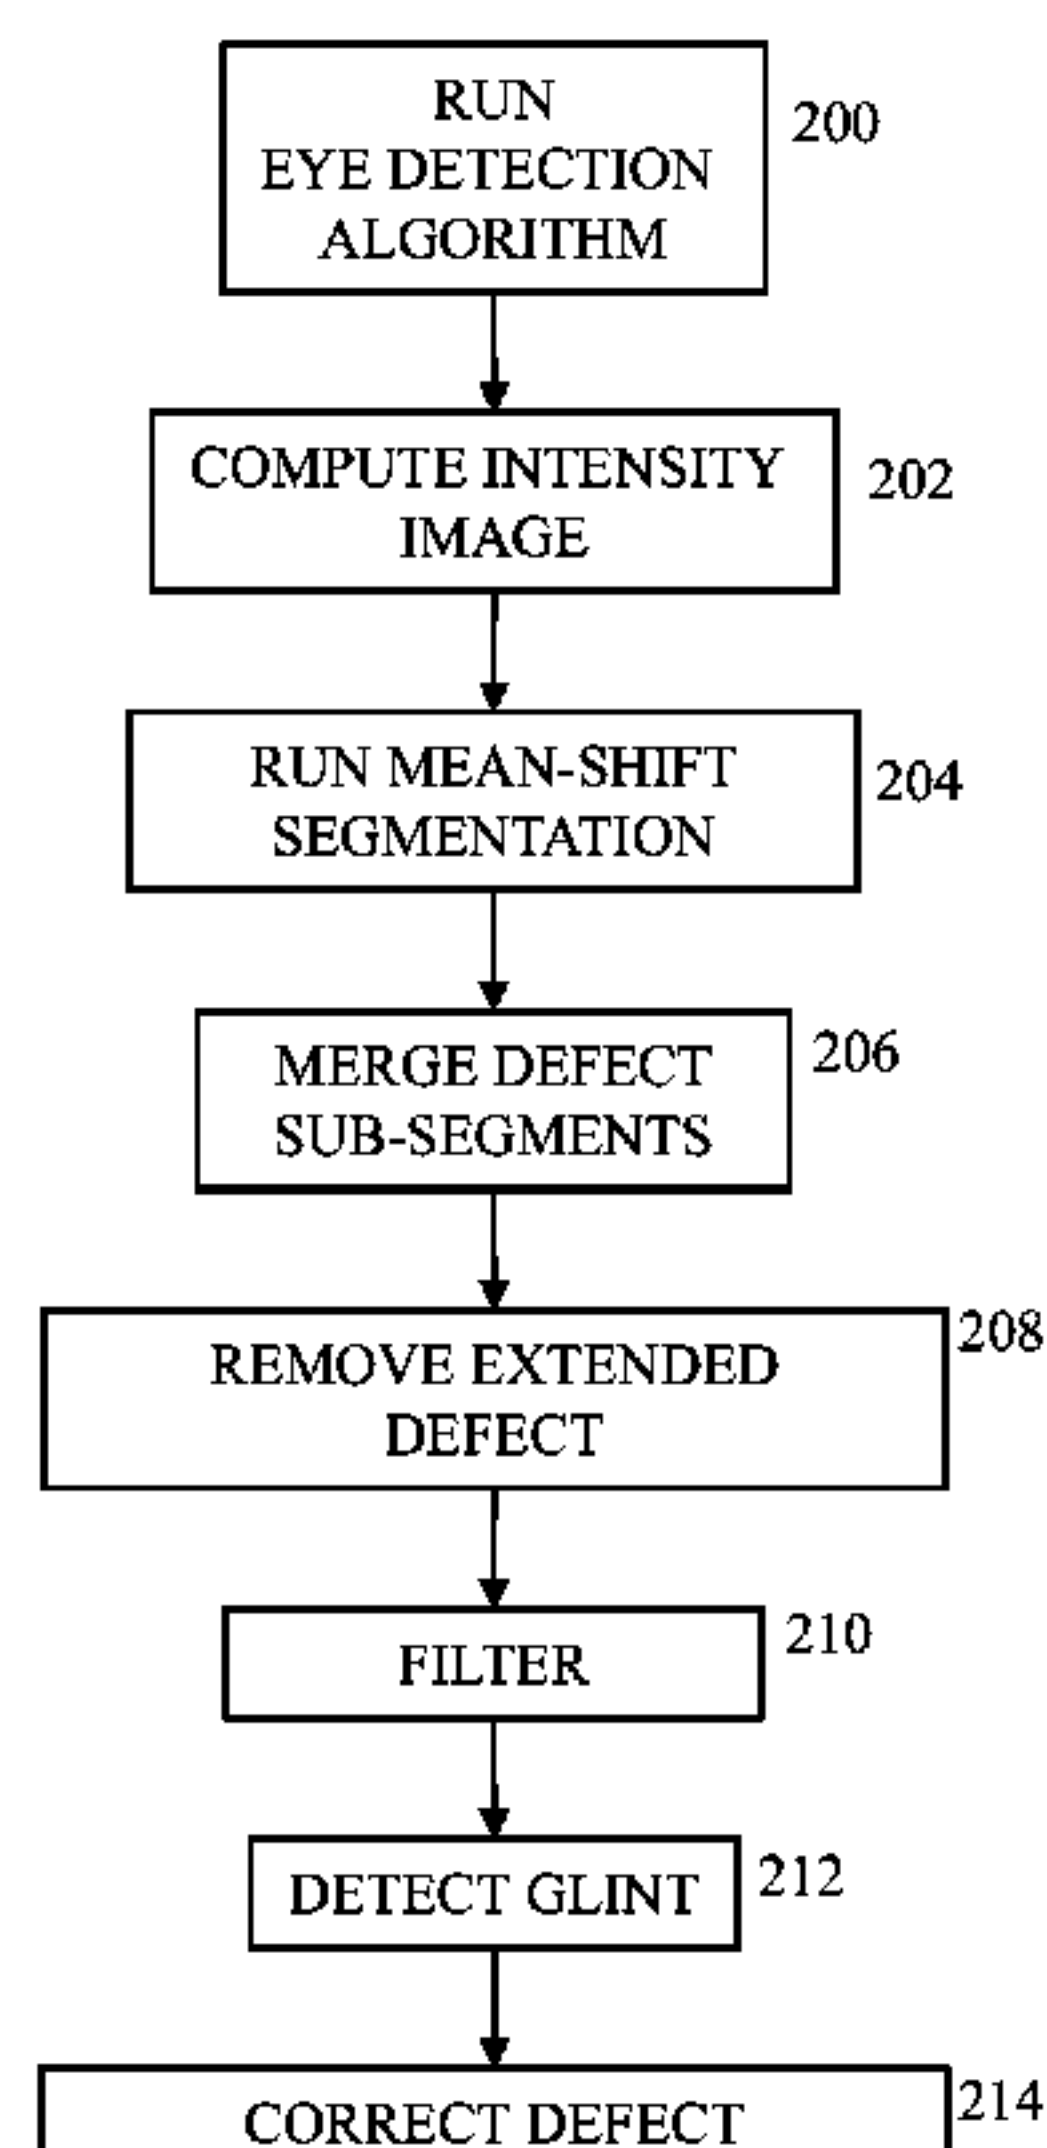 RUN
EYE DETECTION
ALGORITHM
200
COMPUTE INTENSITY
IMAGE
202
RUN MEAN-SHIFT
SEGMENTATION
204
MERGE DEFECT
SUB-SEGMENTS
206
REMOVE EXTENDED
DEFECT
208
FILTER
210
DETECT GLINT
212
CORRECT DEFECT
214